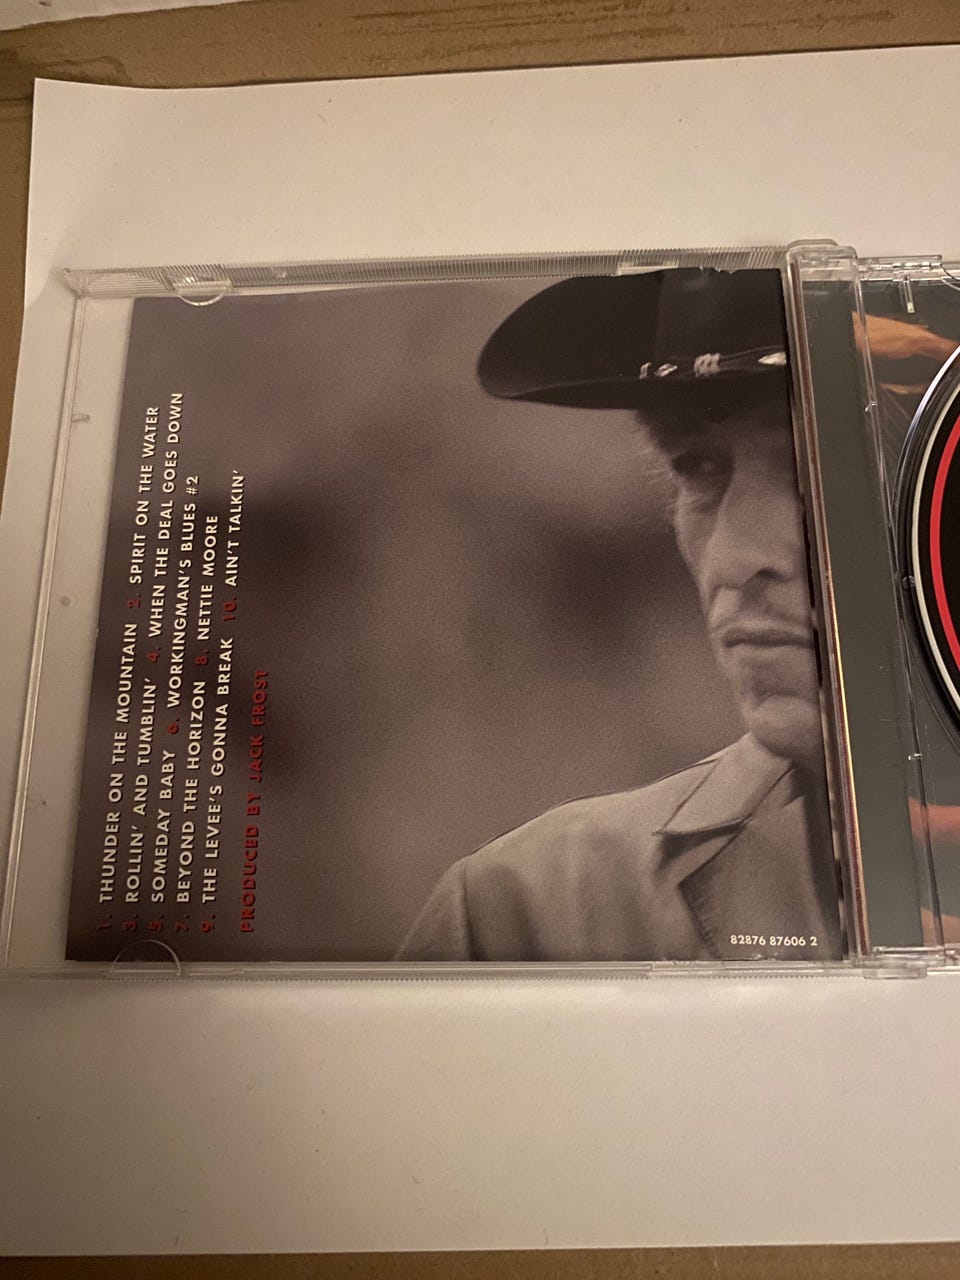 1. THUNDER ON THE MOUNTAIN 2. SPIRIT ON THE WATER
3. ROLLIN' AND TUMBLIN' 4. WHEN THE DEAL GOES DOWN
5. SOMEDAY BABY 6. WORKINGMAN'S BLUES #2
7. BEYOND THE HORIZON 8. NETTIE MOORE
9. THE LEVEE'S GONNA BREAK 10. AIN'T TALKIN'
PRODUCED BY JACK FROST
82876 87606 2